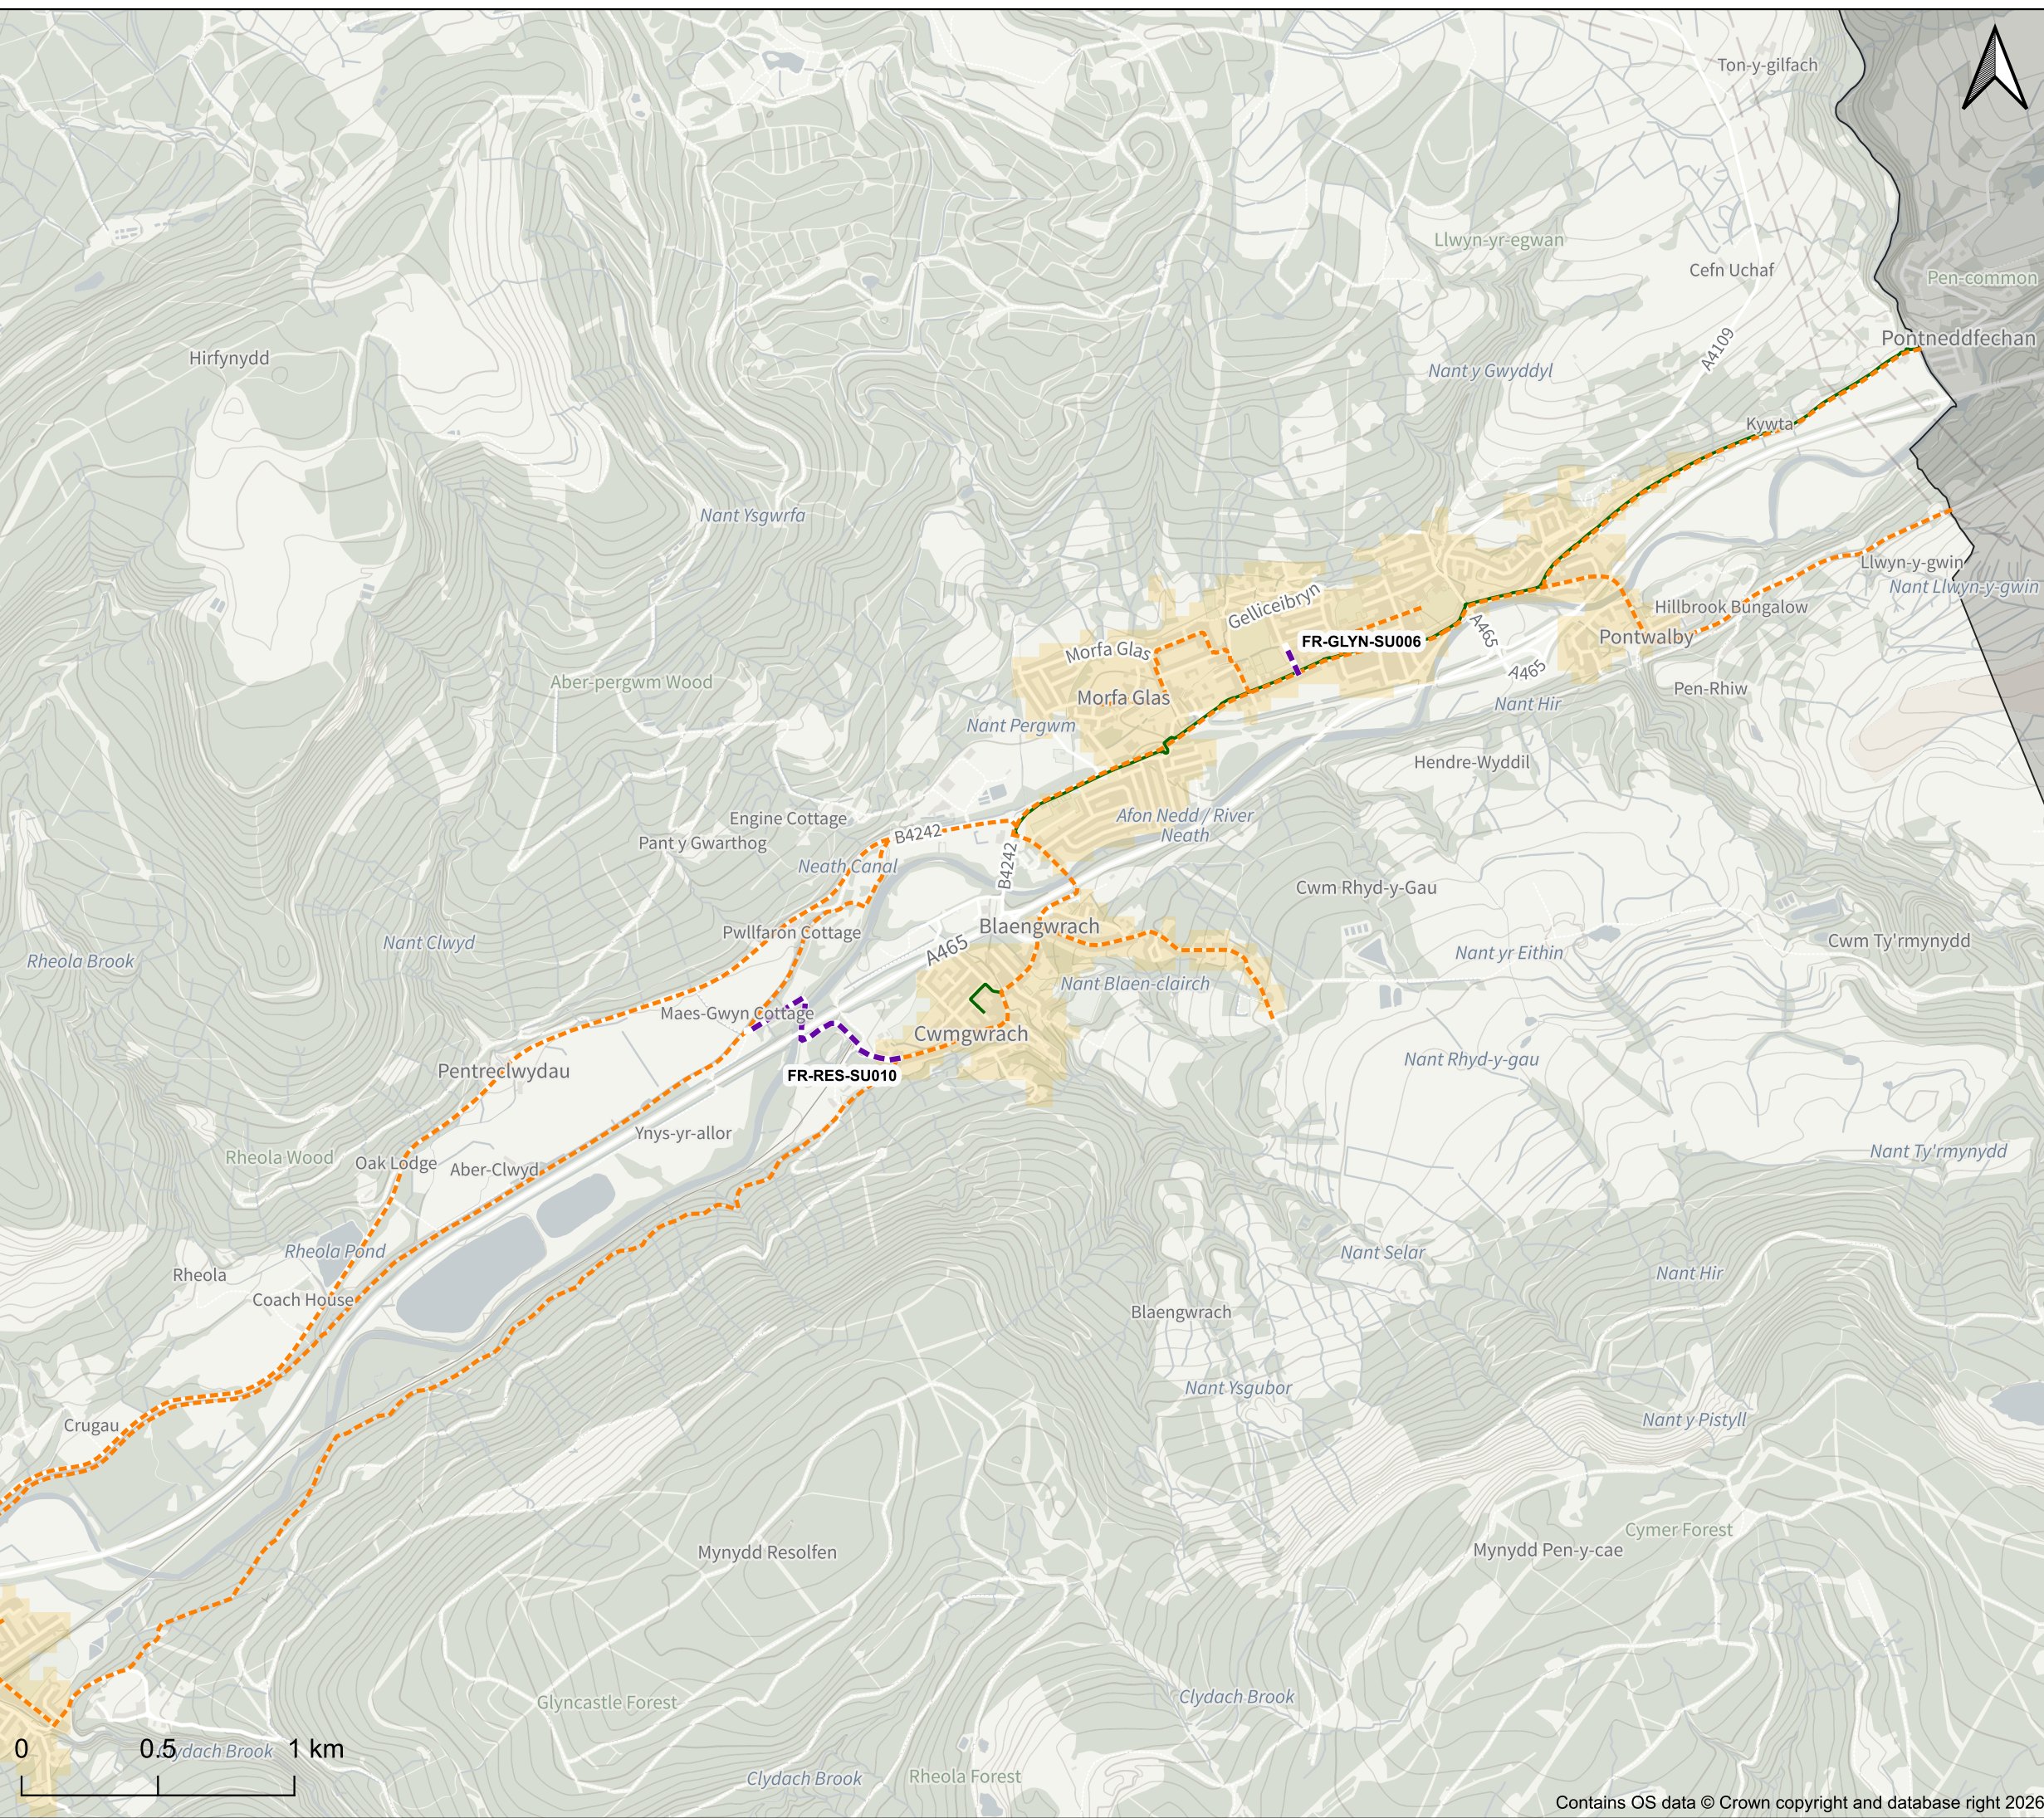 Ton-y-gilfach
Llwyn-yr-egwan
Cefn Uchaf
Pen-common
Pontneddfechan
A4109
Hirfynydd
Nant y Gwyddyl
Kywta
Nant Ysgwrfa
Llwyn-y-gwin
Nant Llwyn-y-gwin
Gelliceibryn
Hillbrook Bungalow
A465
FR-GLYN-SU006
Pontwalby
Morfa Glas
A465
Aber-pergwm Wood
Pen-Rhiw
Morfa Glas
Nant Hir
Nant Pergwm
Hendre-Wyddil
Engine Cottage
Afon Nedd / River
Neath
B4242
Pant y Gwarthog
Neath Canal
B4242
Cwm Rhyd-y-Gau
Blaengwrach
Pwllfaron Cottage
Nant Clwyd
A465
Cwm Ty'rmynydd
Nant yr Eithin
Rheola Brook
Nant Blaen-clairch
Maes-Gwyn Cottage
Cwmgwrach
Nant Rhyd-y-gau
Pentreclwydau
FR-RES-SU010
Ynys-yr-allor
Nant Ty'rmynydd
Rheola Wood
Oak Lodge
Aber-Clwyd
Rheola Pond
Nant Selar
Rheola
Nant Hir
Coach House
Blaengwrach
Nant Ysgubor
Crugau
Nant y Pistyll
Cymer Forest
Mynydd Resolfen
Mynydd Pen-y-cae
Glyncastle Forest
Clydach Brook
0 0.5 1 km
Clydach Brook
Rheola Forest
Clydach Brook
Contains OS data © Crown copyright and database right 2026